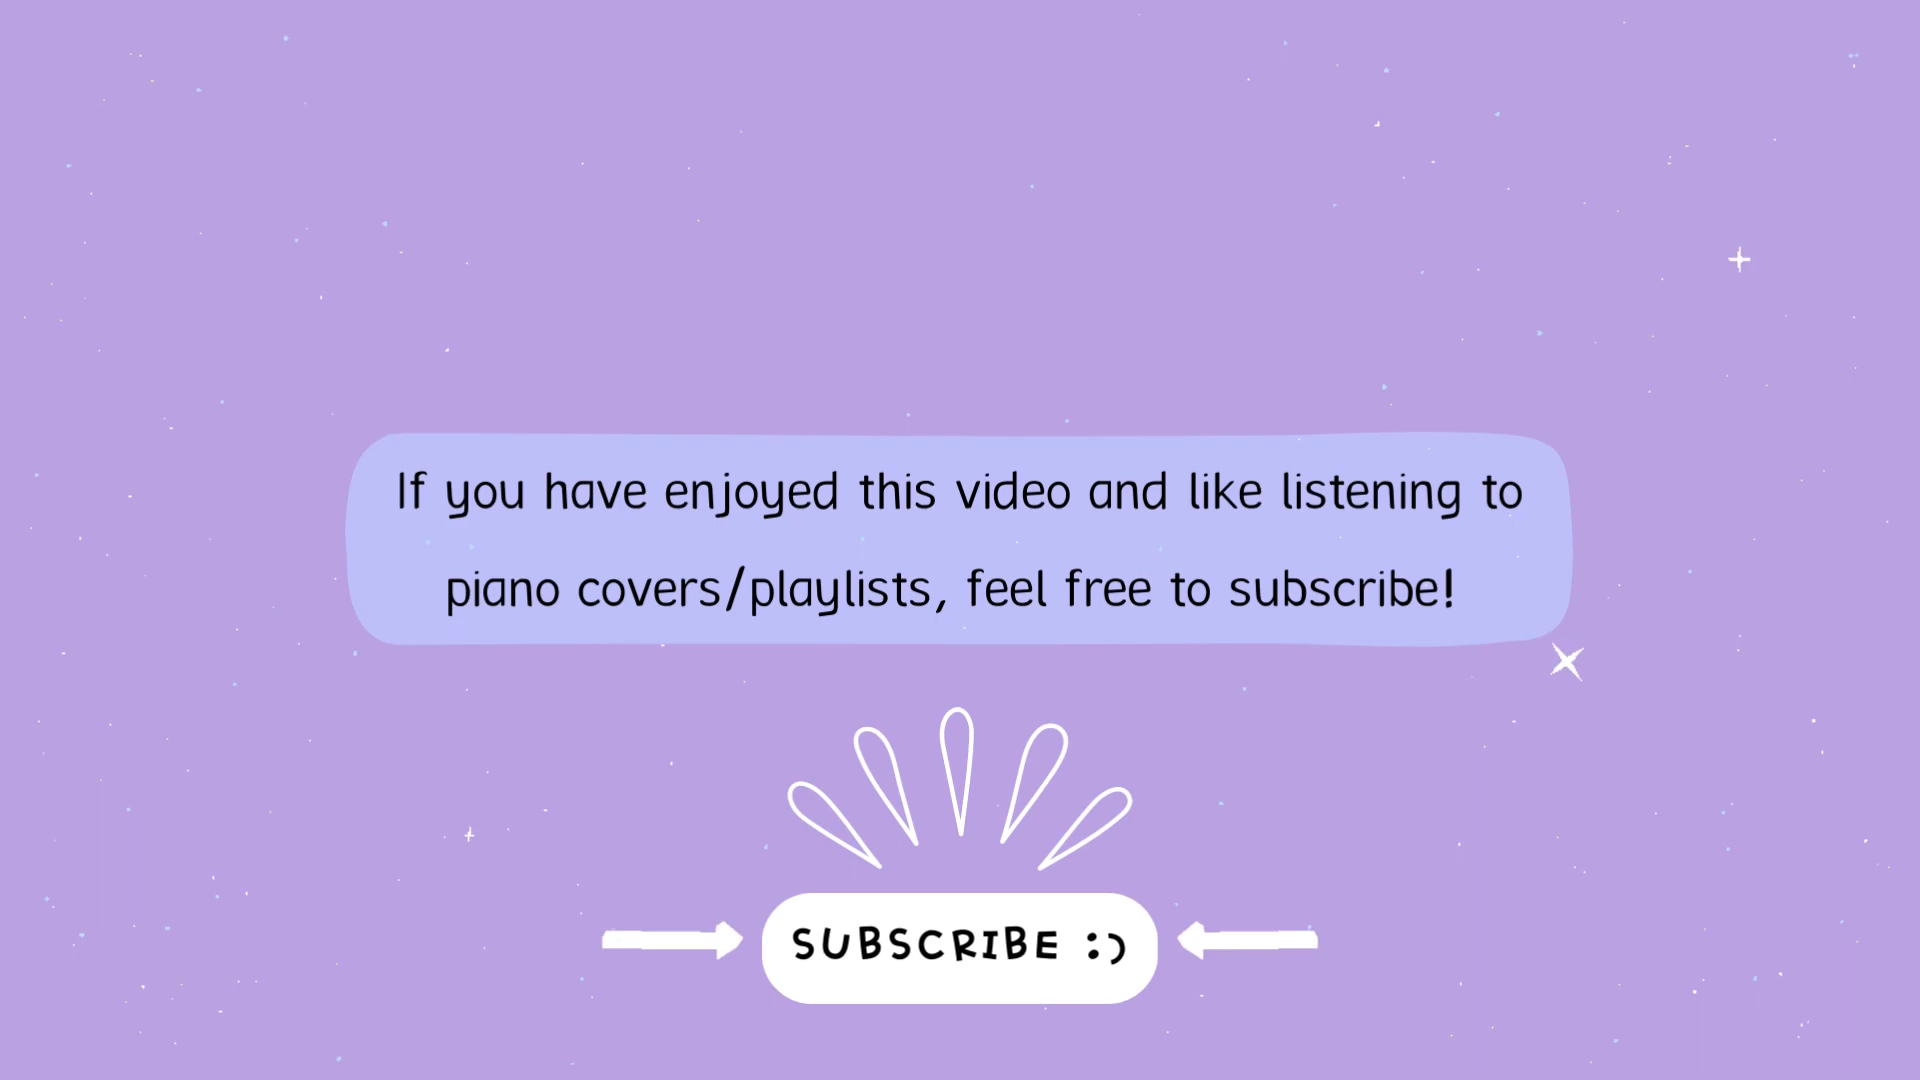 If you have enjoyed this video and like listening to
piano covers/playlists, feel free to subscribe!
SUBSCRIBE :)